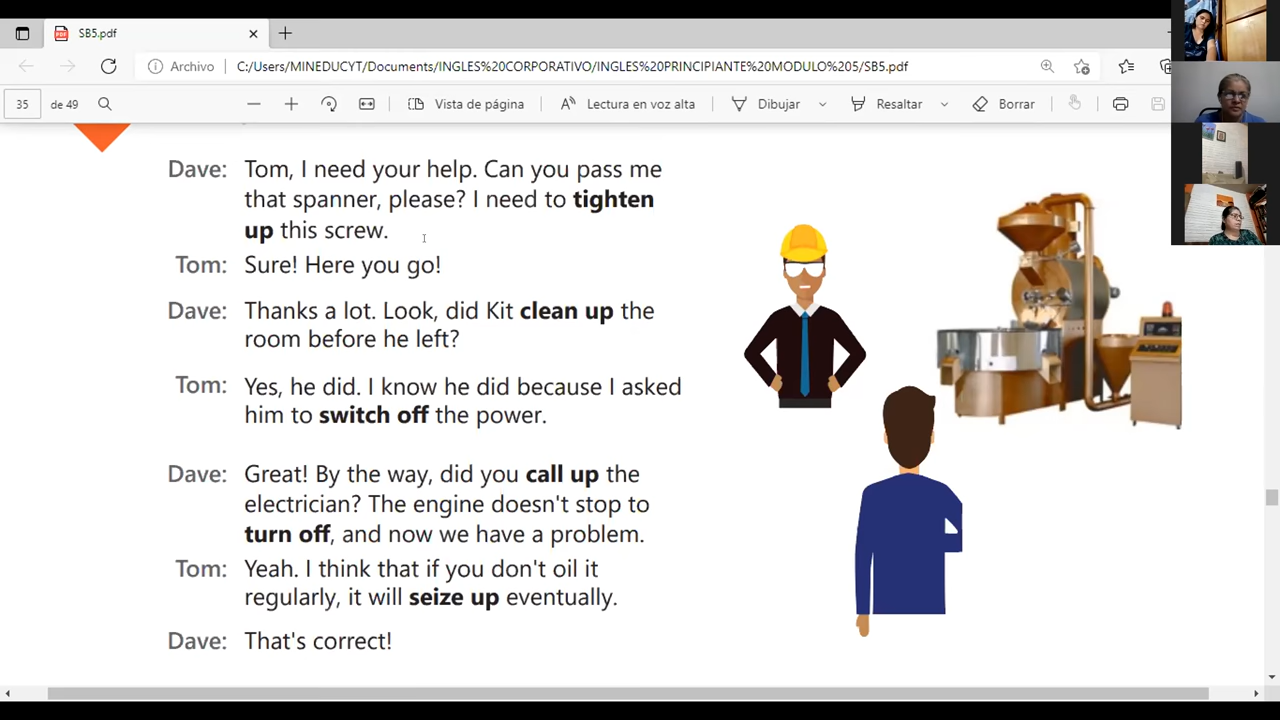 SB5.pdf
Archivo
C:/Users/MINEDUCYT/Documents/INGLES%20CORPORATIVO/INGLES%20PRINCIPIANTE%20MODULO%205/SB5.pdf
35
de 49
Vista de página
Lectura en voz alta
Dibujar
Resaltar
Borrar
Dave: Tom, I need your help. Can you pass me
that spanner, please? I need to tighten
up this screw.
Tom: Sure! Here you go!
Dave: Thanks a lot. Look, did Kit clean up the
room before he left?
Tom: Yes, he did. I know he did because I asked
him to switch off the power.
Dave: Great! By the way, did you call up the
electrician? The engine doesn't stop to
turn off, and now we have a problem.
Tom: Yeah. I think that if you don't oil it
regularly, it will seize up eventually.
Dave: That's correct!